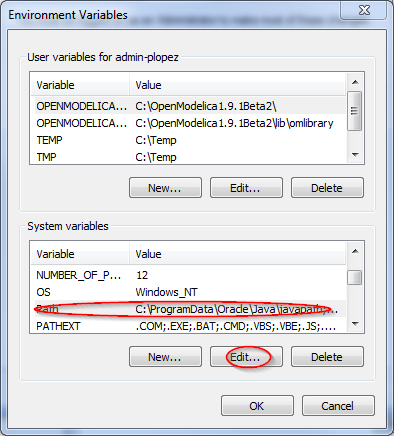 Environment Variables
User variables for admin-plopez
Variable Value
OPENMODELICA... C:\OpenModelica1.9.1Beta2\
OPENMODELICA... C:\OpenModelica1.9.1Beta2\lib\omlibrary
TEMP C:\Temp
TMP C:\Temp
New... Edit... Delete
System variables
Variable Value
NUMBER_OF_P... 12
OS Windows_NT
Path C:\ProgramData\Oracle\Java\javapath;...
PATHEXT .COM;.EXE;.BAT;.CMD;.VBS;.VBE;.JS;....
New... Edit... Delete
OK Cancel